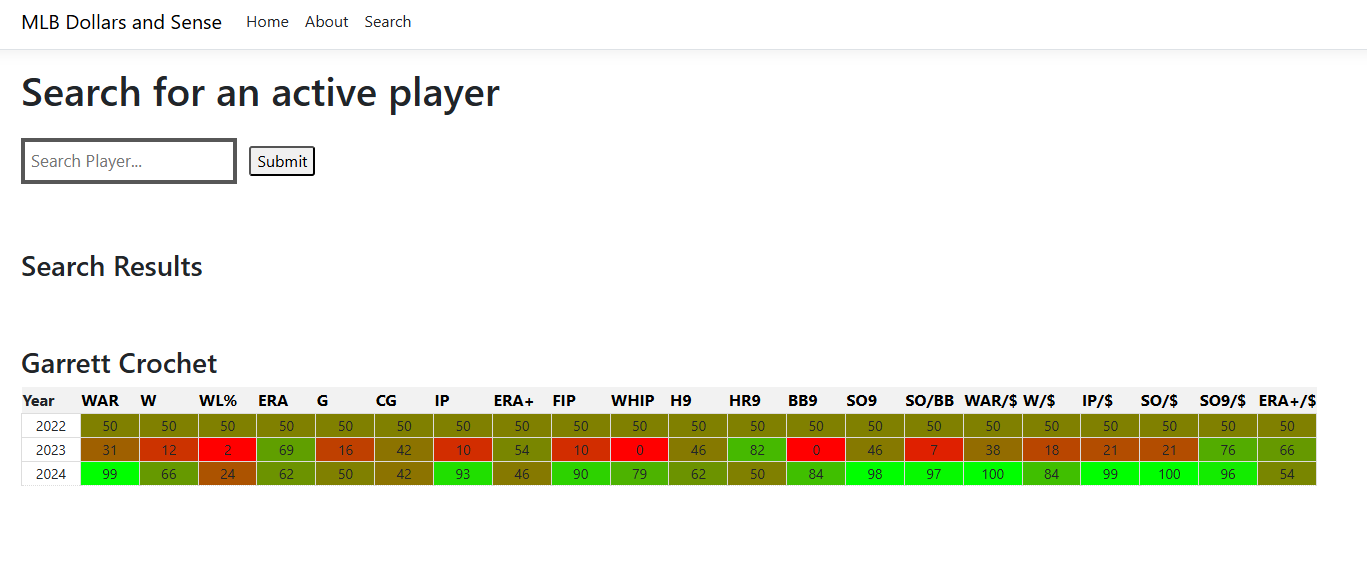 MLB Dollars and Sense Home About Search
Search for an active player
Search Player... Submit
Search Results
Garrett Crochet
Year WAR W WL% ERA G CG IP ERA+ FIP WHIP H9 HR9 BB9 SO9 SO/BB WAR/$ W/$ IP/$ SO/$ SO9/$ ERA+/$
2022 50 50 50 50 50 50 50 50 50 50 50 50 50 50 50 50 50 50 50 50 50
2023 31 12 2 69 16 42 10 54 10 0 46 82 0 46 7 38 18 21 21 76 66
2024 99 66 24 62 50 42 93 46 90 79 62 50 84 98 97 100 84 99 100 96 54